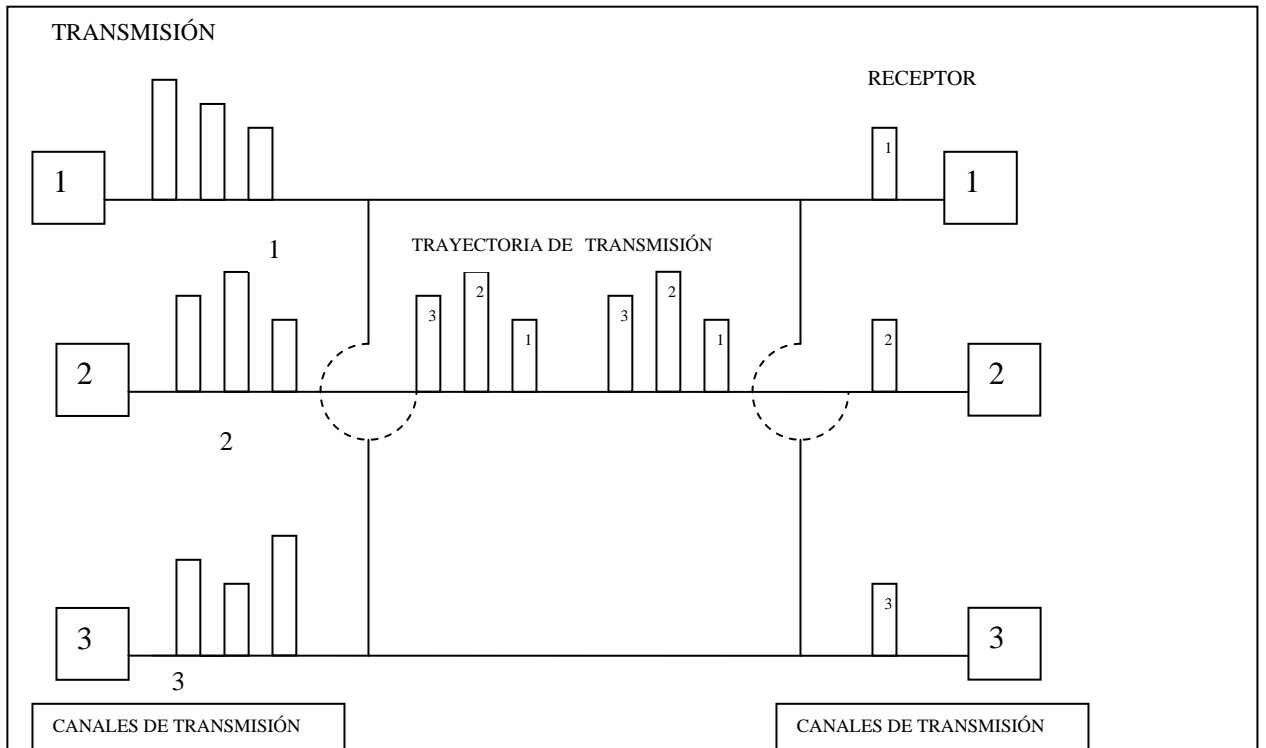 TRANSMISIÓN
RECEPTOR
1
1
1
1
TRAYECTORIA DE TRANSMISIÓN
3 2 1 3 2 1
2
2
2
2
3
3
3
3
CANALES DE TRANSMISIÓN
CANALES DE TRANSMISIÓN